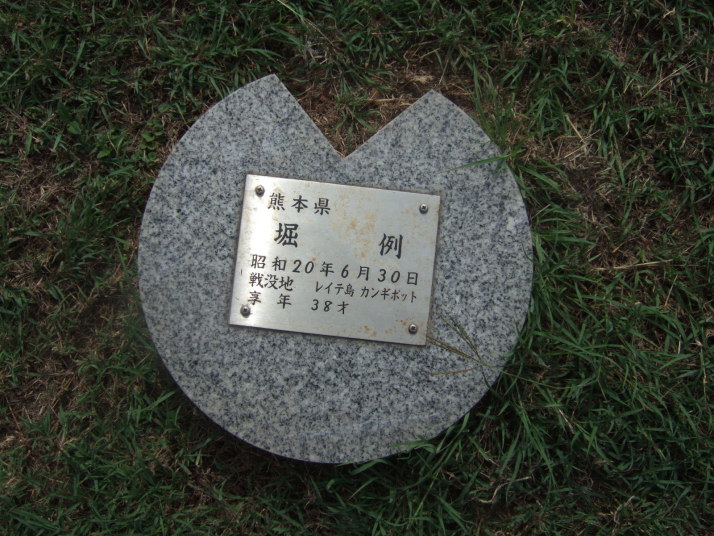 熊本県
堀 例
昭和20年6月30日
戦没地 レイテ島 カンギポット
享年 38才